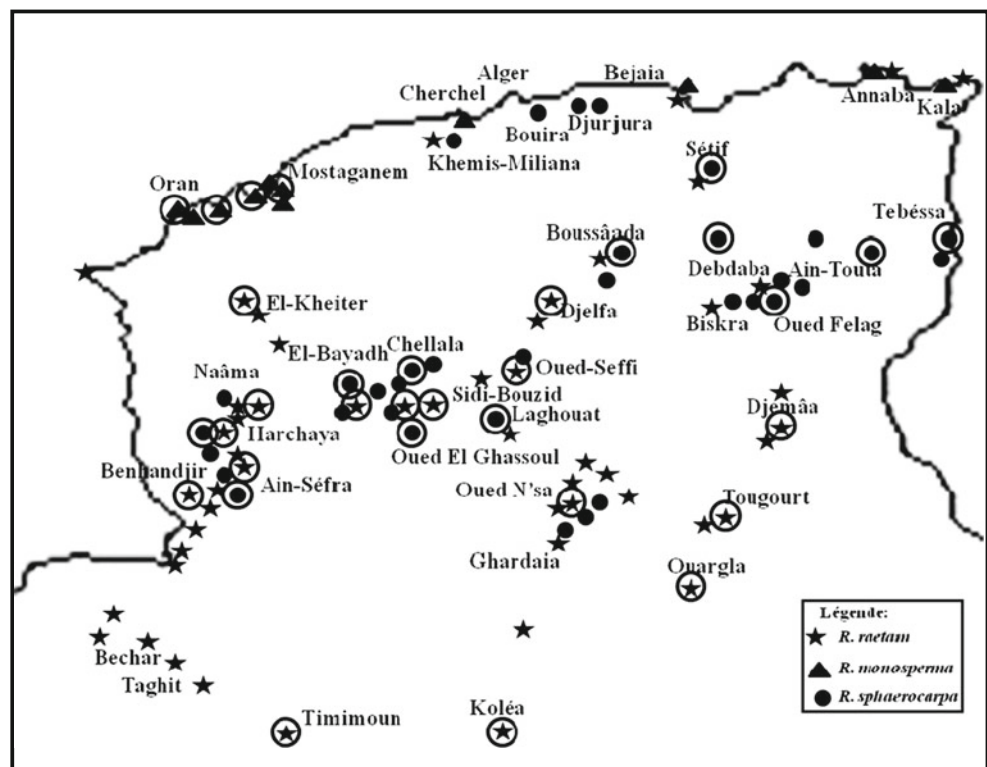 Alger
Bejaia
Annaba
Kala
Cherchel
Bouira
Djurjura
Khemis-Miliana
Sétif
Oran
Mostaganem
Tebéssa
Boussâada
Debdaba
Ain-Touta
El-Kheiter
Djelfa
Biskra
Oued Felag
El-Bayadh
Chellala
Oued-Seffi
Naâma
Sidi-Bouzid
Djemâa
Laghouat
Harchaya
Oued El Ghassoul
Benhandjir
Ain-Séfra
Oued N'sa
Tougourt
Ghardaia
Ouargla
Légende:
R. raetam
R. monosperma
R. sphaerocarpa
Bechar
Taghit
Timimoun
Koléa